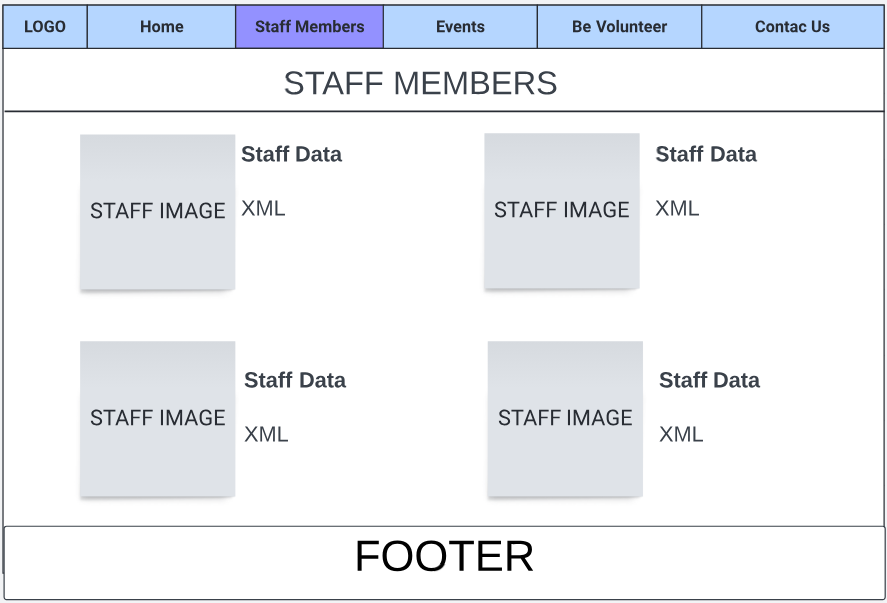 LOGO Home Staff Members Events Be Volunteer Contac Us
STAFF MEMBERS
Staff Data Staff Data
STAFF IMAGE XML STAFF IMAGE XML
Staff Data Staff Data
STAFF IMAGE XML STAFF IMAGE XML
FOOTER